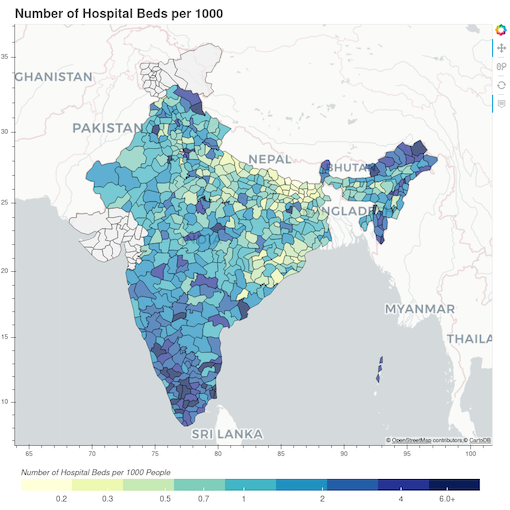 Number of Hospital Beds per 1000
GHANISTAN
PAKISTAN
NEPAL
BHUTA
NGLADE
MYANMAR
THAILA
SRI LANKA
35
30
25
20
15
10
65 70 75 80 85 90 95 100
© OpenStreetMap contributors,© CartoDB
Number of Hospital Beds per 1000 People
0.2 0.3 0.5 0.7 1 2 4 6.0+